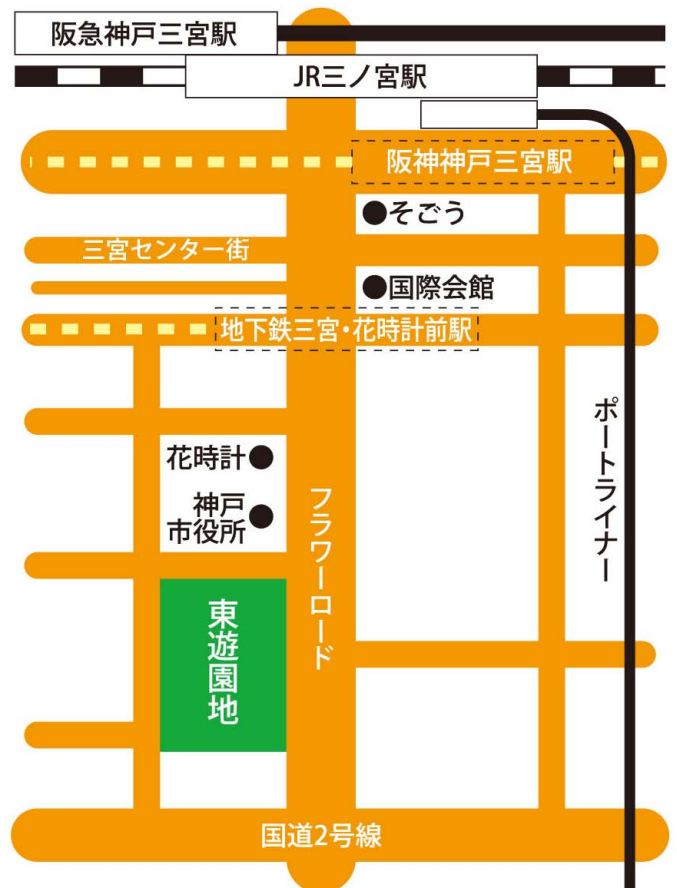 阪急神戸三宮駅
JR三ノ宮駅
阪神神戸三宮駅
●そごう
三宮センター街
●国際会館
地下鉄三宮・花時計前駅
ポートライナー
花時計●
神戸
市役所●
フラワーロード
東遊園地
国道2号線